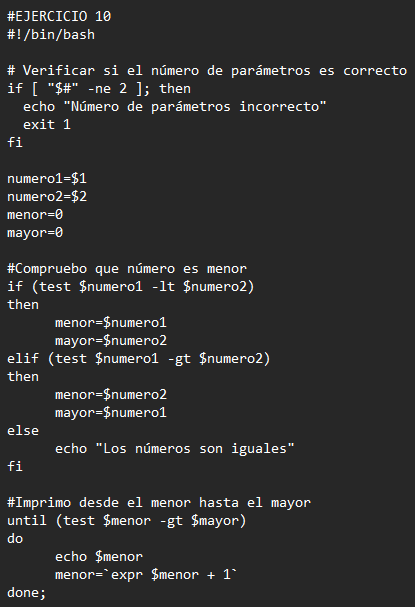 #EJERCICIO 10
#!/bin/bash
# Verificar si el número de parámetros es correcto
if [ "$#" -ne 2 ]; then
  echo "Número de parámetros incorrecto"
  exit 1
fi
numero1=$1
numero2=$2
menor=0
mayor=0
#Compruebo que número es menor
if (test $numero1 -lt $numero2)
then
      menor=$numero1
      mayor=$numero2
elif (test $numero1 -gt $numero2)
then
      menor=$numero2
      mayor=$numero1
else
      echo "Los números son iguales"
fi
#Imprimo desde el menor hasta el mayor
until (test $menor -gt $mayor)
do
      echo $menor
      menor=`expr $menor + 1`
done;